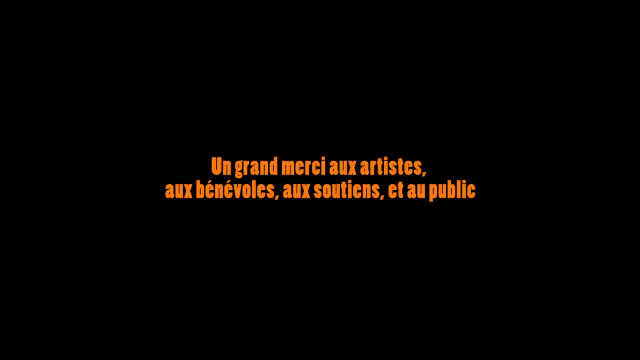 Un grand merci aux artistes,
aux bénévoles, aux soutiens, et au public